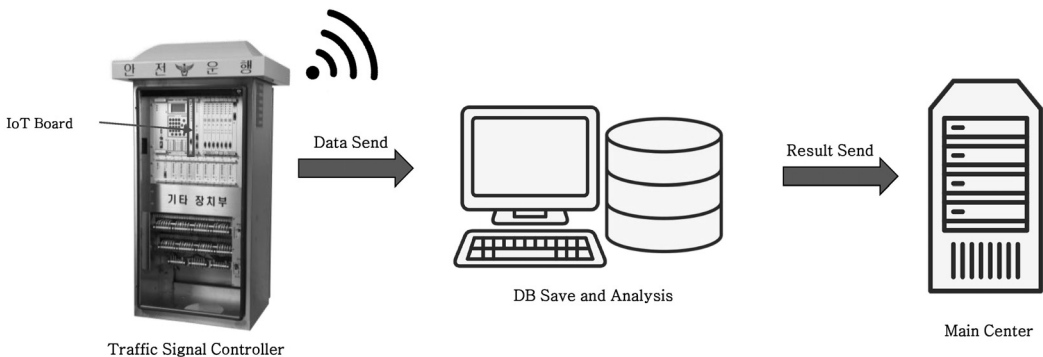 안 전 운 행
IoT Board
Data Send
기타 장치부
Result Send
DB Save and Analysis
Main Center
Traffic Signal Controller